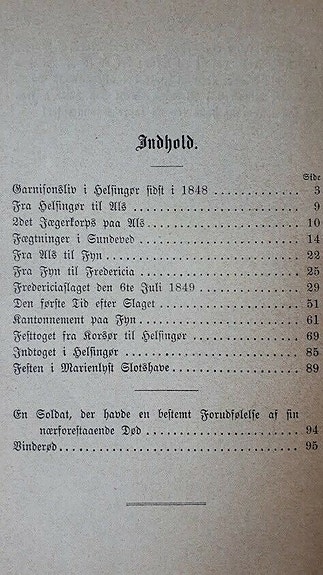 Indhold.
Side
Garnisonsliv i Helsingør sidst i 1848 . . . . . . . . . . . . . . 3
Fra Helsingør til Als . . . . . . . . . . . . . . . . . . . . . . . . 9
2det Jægerkorps paa Als . . . . . . . . . . . . . . . . . . . . . 10
Fægtninger i Sundeved . . . . . . . . . . . . . . . . . . . . . . 14
Fra Als til Fyn . . . . . . . . . . . . . . . . . . . . . . . . . . . 22
Fra Fyn til Fredericia . . . . . . . . . . . . . . . . . . . . . . . 25
Fredericiaslaget den 6te Juli 1849 . . . . . . . . . . . . . . . 29
Den første Tid efter Slaget . . . . . . . . . . . . . . . . . . . 51
Kantonnement paa Fyn . . . . . . . . . . . . . . . . . . . . . . 61
Festtoget fra Korsør til Helsingør . . . . . . . . . . . . . . . 69
Indtoget i Helsingør . . . . . . . . . . . . . . . . . . . . . . . 85
Festen i Marienlyst Slotshave . . . . . . . . . . . . . . . . . . 89
En Soldat, der havde en bestemt Forudfølelse af sin
nærforestaaende Død . . . . . . . . . . . . . . . . . . . . . . 94
Vinderød . . . . . . . . . . . . . . . . . . . . . . . . . . . . . . 95